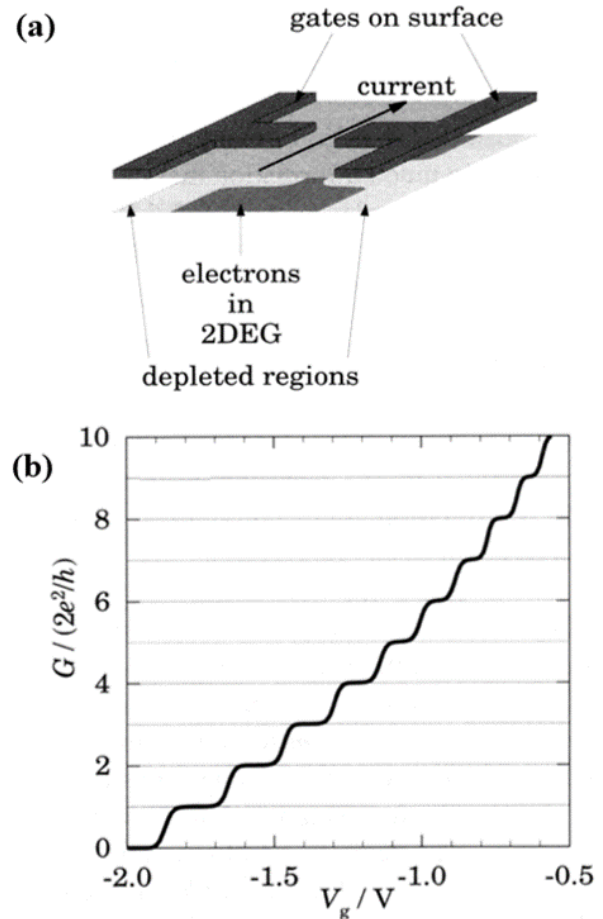 (a)
gates on surface
current
electrons
in
2DEG
depleted regions
(b)
10
8
6
4
2
0
G / (2e²/h)
-2.0 -1.5 -1.0 -0.5
Vg / V